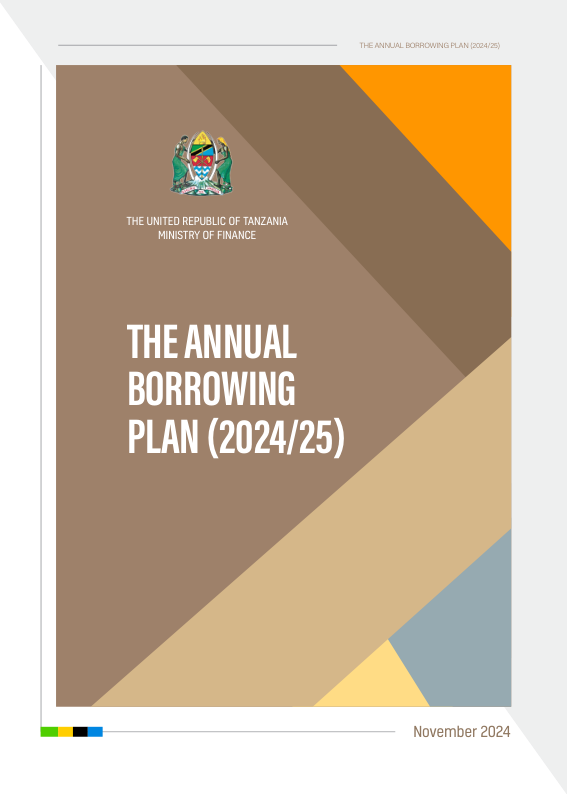 THE ANNUAL BORROWING PLAN (2024/25)
THE UNITED REPUBLIC OF TANZANIA
MINISTRY OF FINANCE
THE ANNUAL
BORROWING
PLAN (2024/25)
November 2024